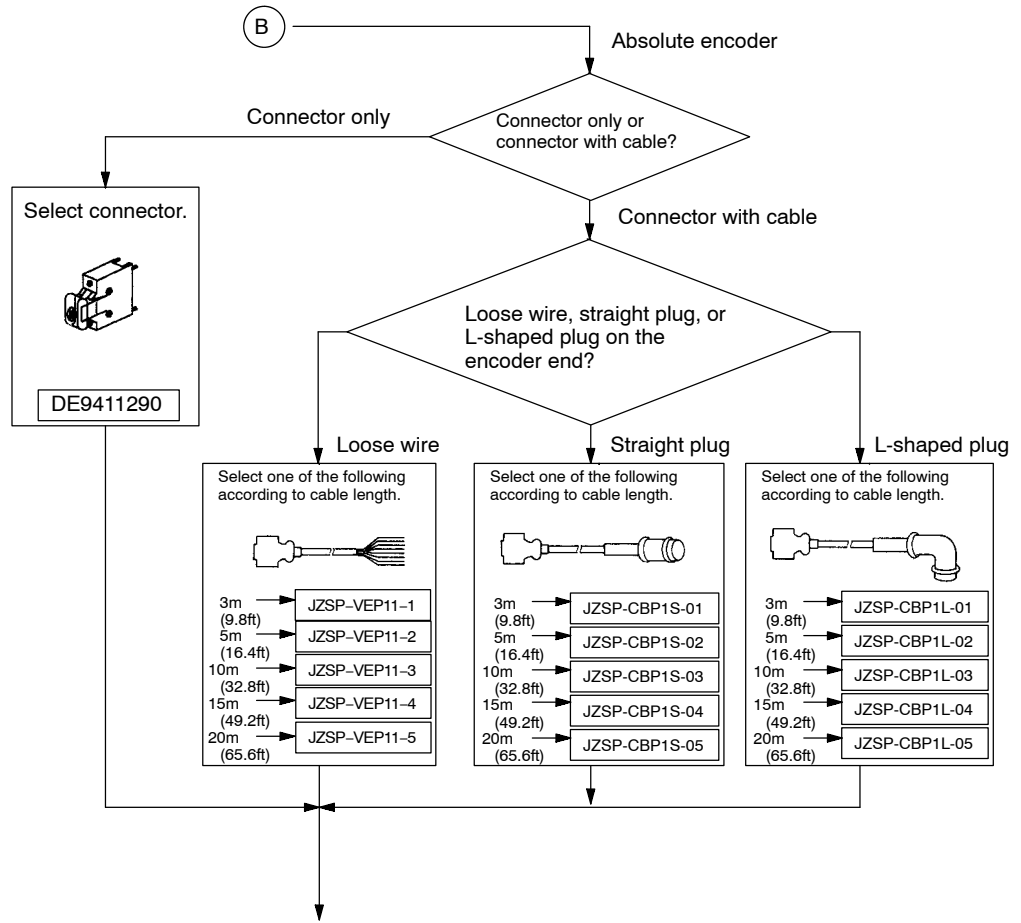 B
Absolute encoder
Connector only
Connector only or
connector with cable?
Select connector.
DE9411290
Connector with cable
Loose wire, straight plug, or
L-shaped plug on the
encoder end?
Loose wire
Select one of the following
according to cable length.
3m
(9.8ft)
JZSP–VEP11–1
5m
(16.4ft)
JZSP–VEP11–2
10m
(32.8ft)
JZSP–VEP11–3
15m
(49.2ft)
JZSP–VEP11–4
20m
(65.6ft)
JZSP–VEP11–5
Straight plug
Select one of the following
according to cable length.
3m
(9.8ft)
JZSP-CBP1S-01
5m
(16.4ft)
JZSP-CBP1S-02
10m
(32.8ft)
JZSP-CBP1S-03
15m
(49.2ft)
JZSP-CBP1S-04
20m
(65.6ft)
JZSP-CBP1S-05
L-shaped plug
Select one of the following
according to cable length.
3m
(9.8ft)
JZSP-CBP1L-01
5m
(16.4ft)
JZSP-CBP1L-02
10m
(32.8ft)
JZSP-CBP1L-03
15m
(49.2ft)
JZSP-CBP1L-04
20m
(65.6ft)
JZSP-CBP1L-05